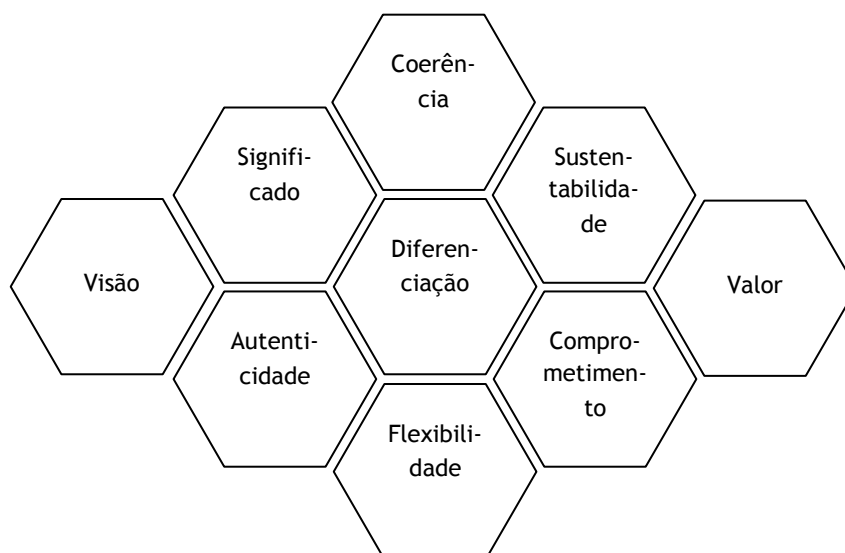 Coerên-
cia
Signifi-
cado
Susten-
tabilida-
de
Visão
Diferen-
ciação
Valor
Autenti-
cidade
Compro-
metimen-
to
Flexibili-
dade